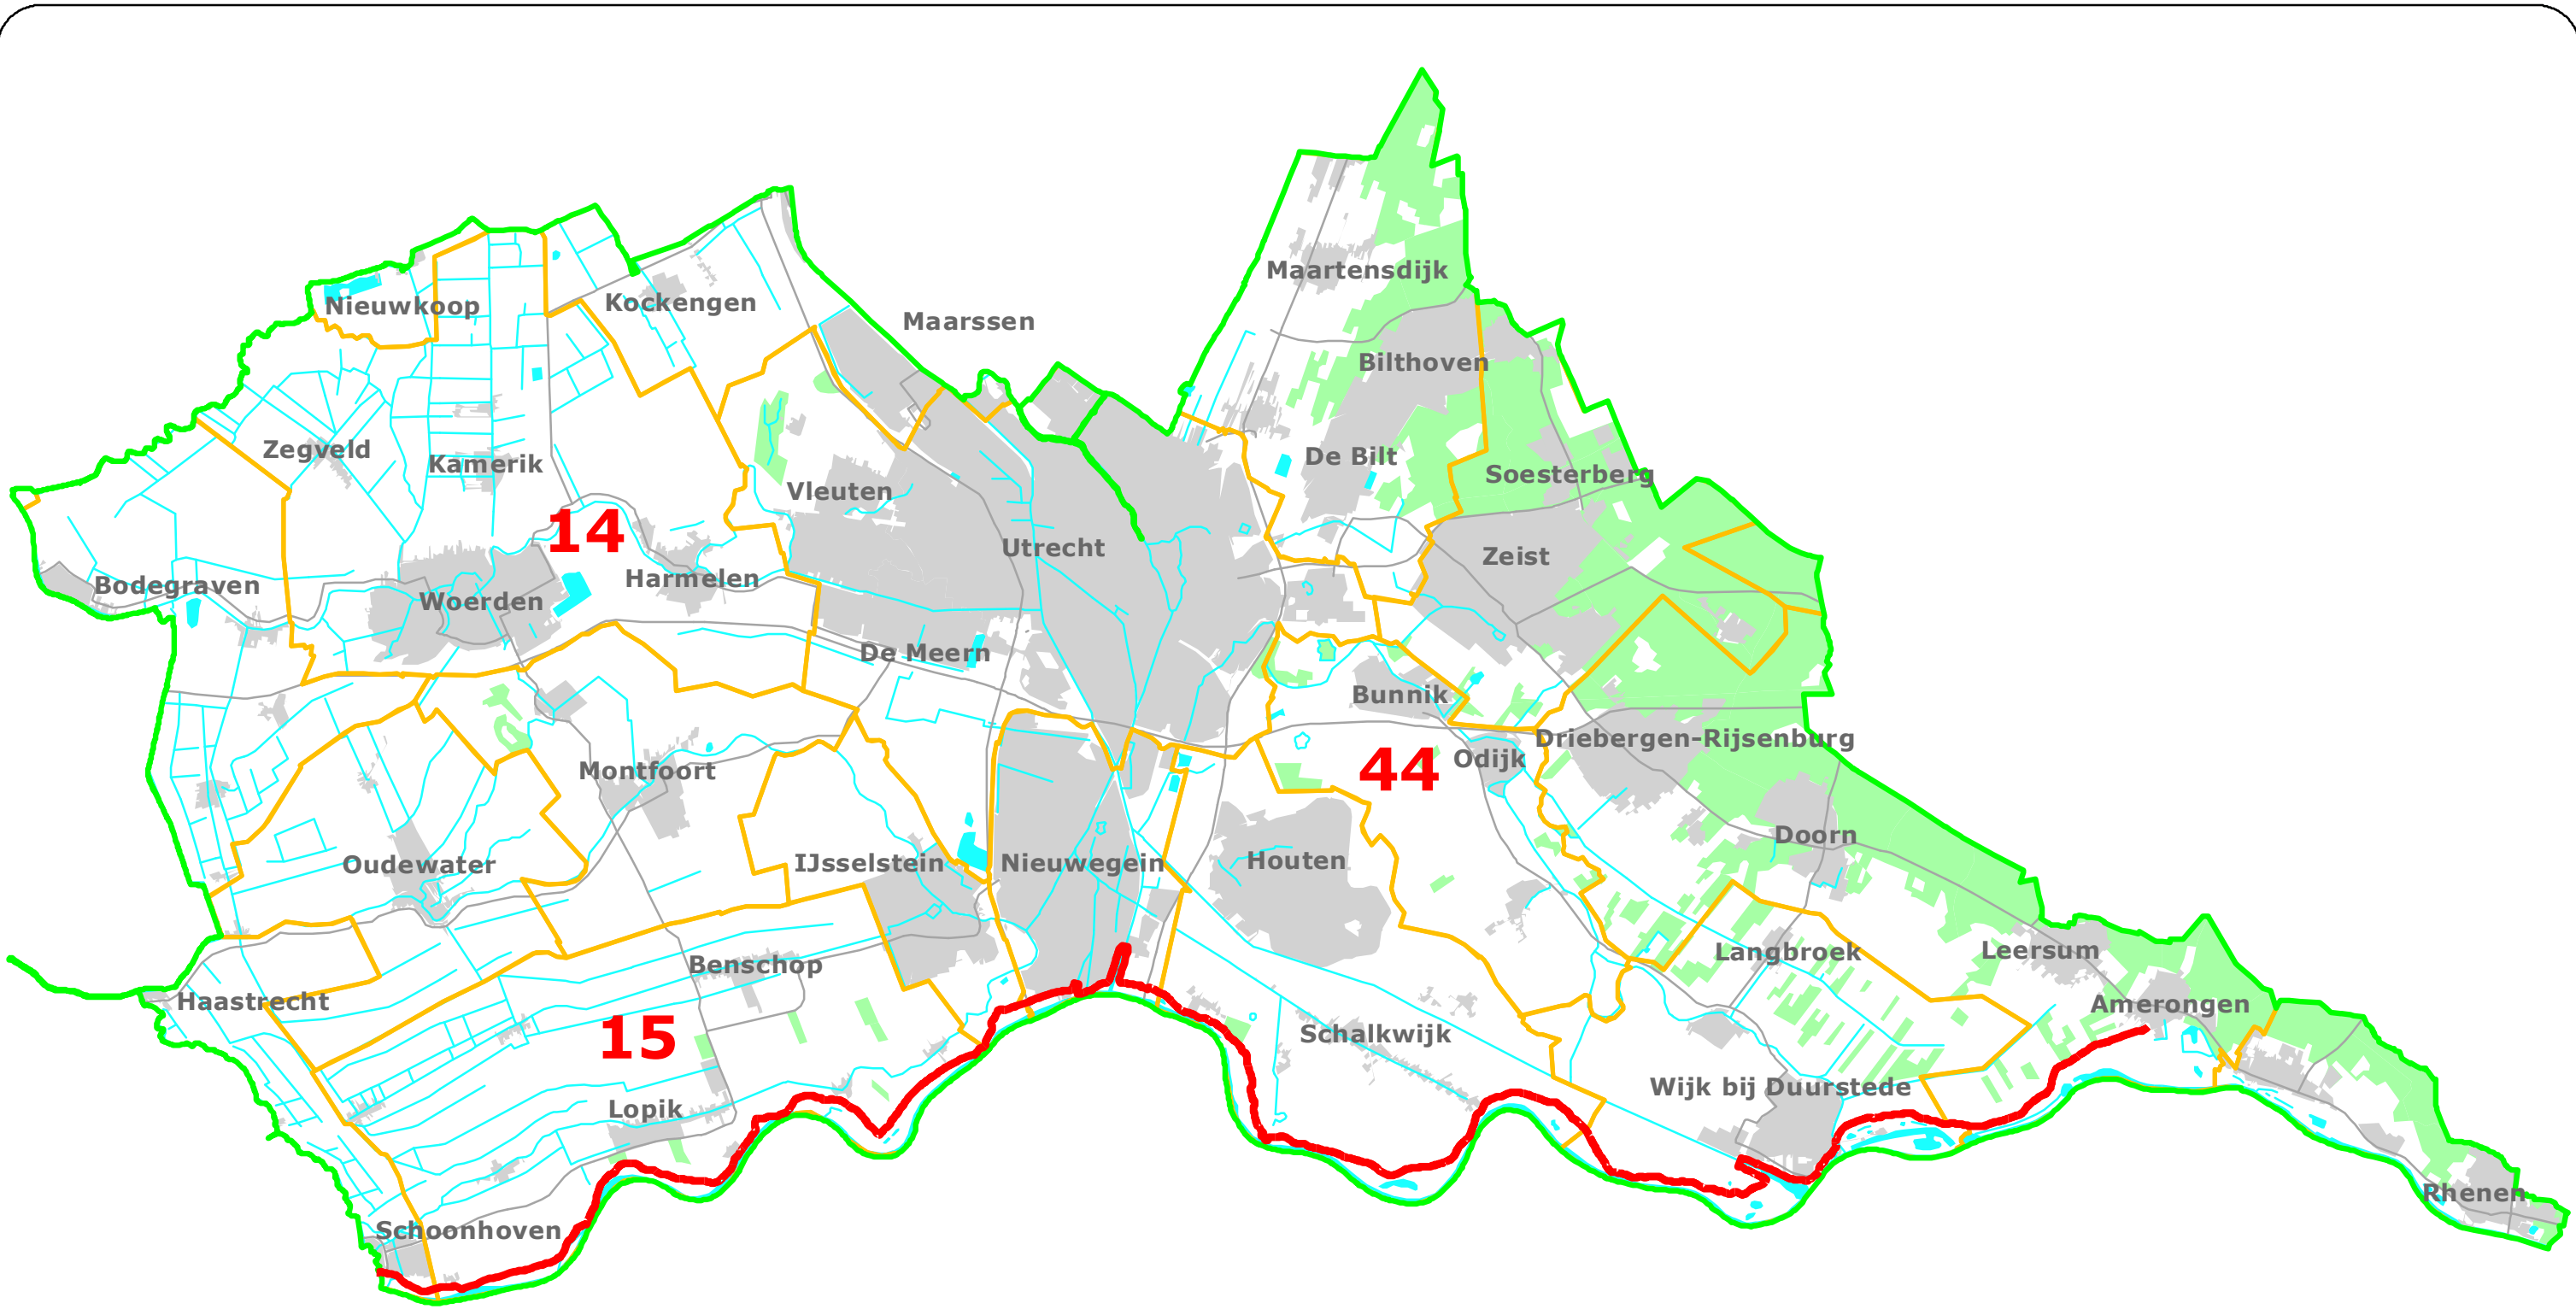 Maartensdijk
Nieuwkoop
Kockengen
Maarssen
Bilthoven
Zegveld
Kamerik
De Bilt
Soesterberg
Vleuten
14
Utrecht
Zeist
Bodegraven
Harmelen
Woerden
De Meern
Bunnik
Driebergen-Rijsenburg
Montfoort
44
Odijk
Doorn
Oudewater
IJsselstein
Nieuwegein
Houten
Benschop
Langbroek
Leersum
Haastrecht
Amerongen
15
Schalkwijk
Wijk bij Duurstede
Lopik
Rhenen
Schoonhoven